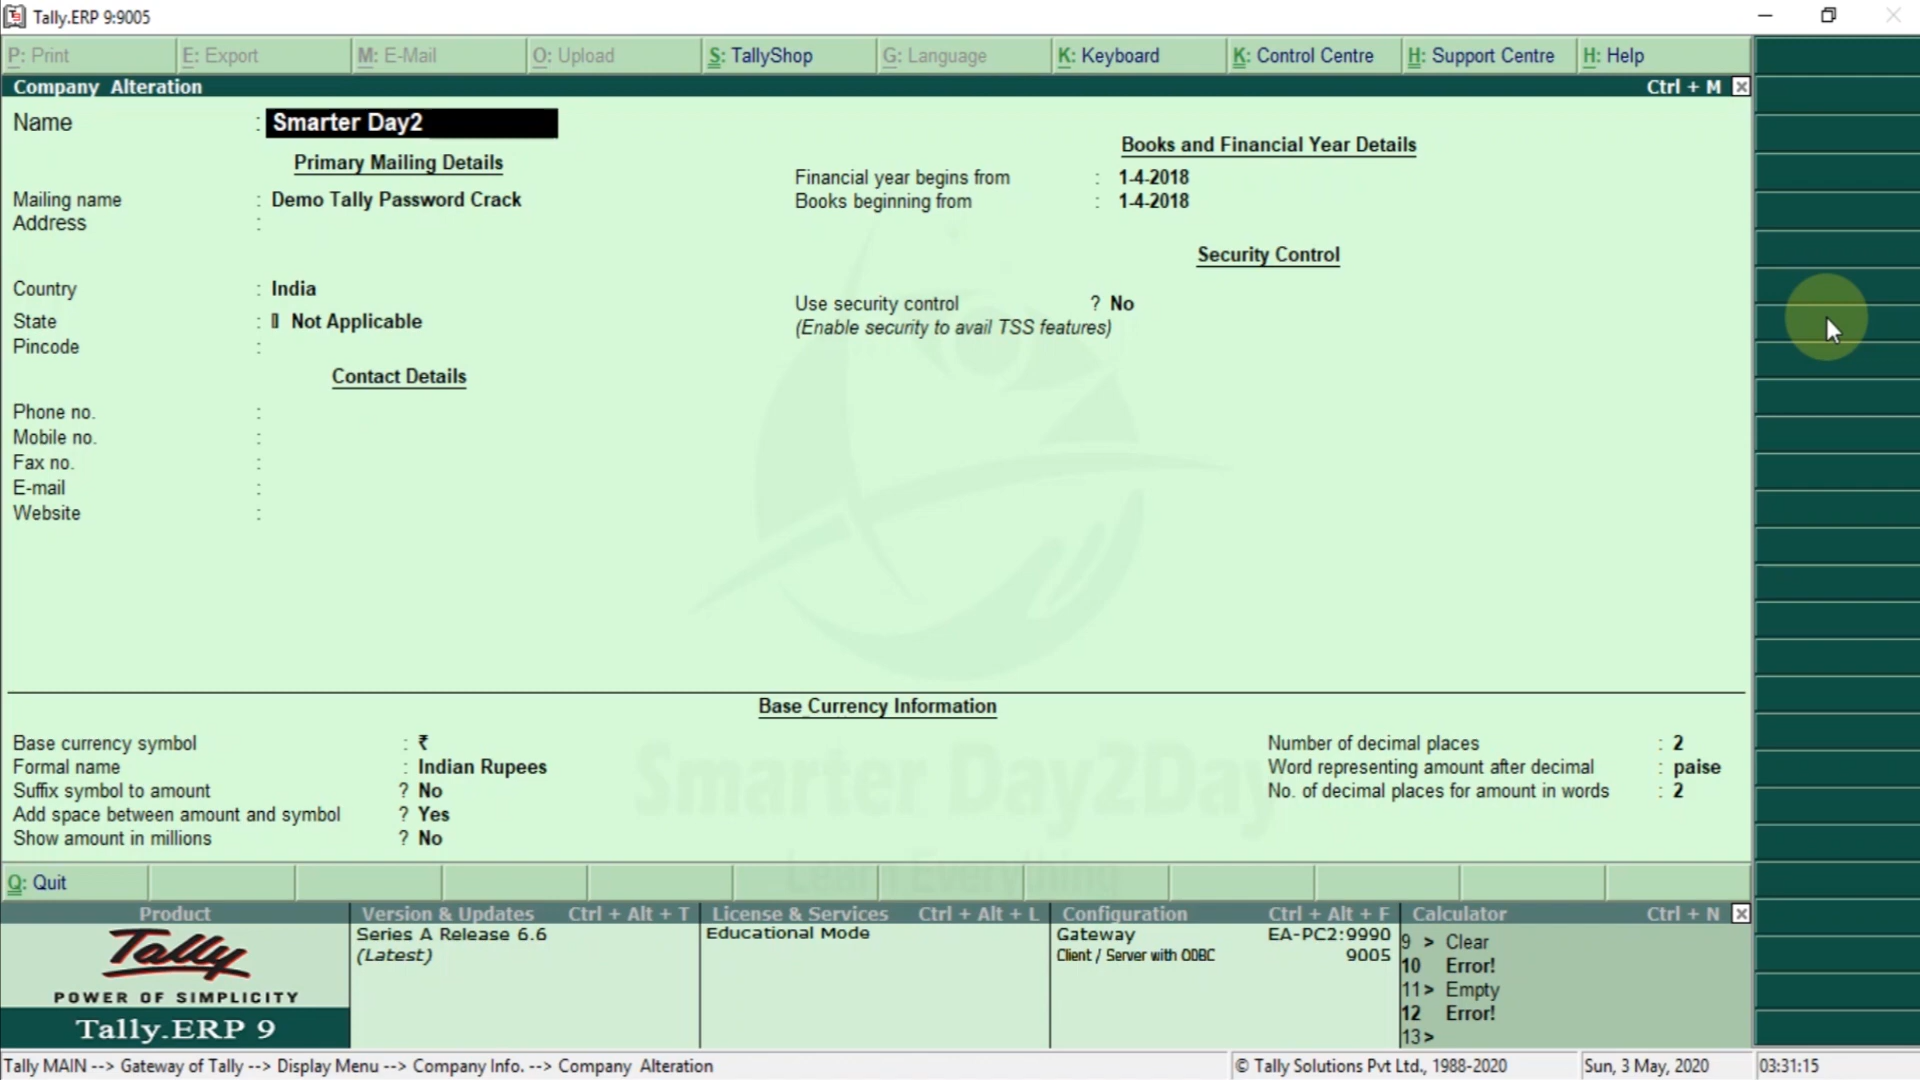 Tally.ERP 9:9005
P: Print E: Export M: E-Mail O: Upload S: TallyShop G: Language K: Keyboard K: Control Centre H: Support Centre H: Help
Company Alteration Ctrl + M
Name : Smarter Day2
Primary Mailing Details
Mailing name : Demo Tally Password Crack
Address :
Country : India
State : Not Applicable
Pincode :
Contact Details
Phone no. :
Mobile no. :
Fax no. :
E-mail :
Website :
Books and Financial Year Details
Financial year begins from : 1-4-2018
Books beginning from : 1-4-2018
Security Control
Use security control ? No
(Enable security to avail TSS features)
Base Currency Information
Base currency symbol : ₹
Formal name : Indian Rupees
Suffix symbol to amount ? No
Add space between amount and symbol ? Yes
Show amount in millions ? No
Number of decimal places : 2
Word representing amount after decimal : paise
No. of decimal places for amount in words : 2
Smarter Day2Day
Learn Everything
Q: Quit
Product
Tally
POWER OF SIMPLICITY
Tally.ERP 9
Version & Updates Ctrl + Alt + T
Series A Release 6.6
(Latest)
License & Services Ctrl + Alt + L
Educational Mode
Configuration Ctrl + Alt + F
Gateway EA-PC2:9990
Client / Server with ODBC 9005
Calculator Ctrl + N
9 > Clear
10 Error!
11> Empty
12 Error!
13>
Tally MAIN --> Gateway of Tally --> Display Menu --> Company Info. --> Company Alteration
© Tally Solutions Pvt Ltd., 1988-2020
Sun, 3 May, 2020
03:31:15